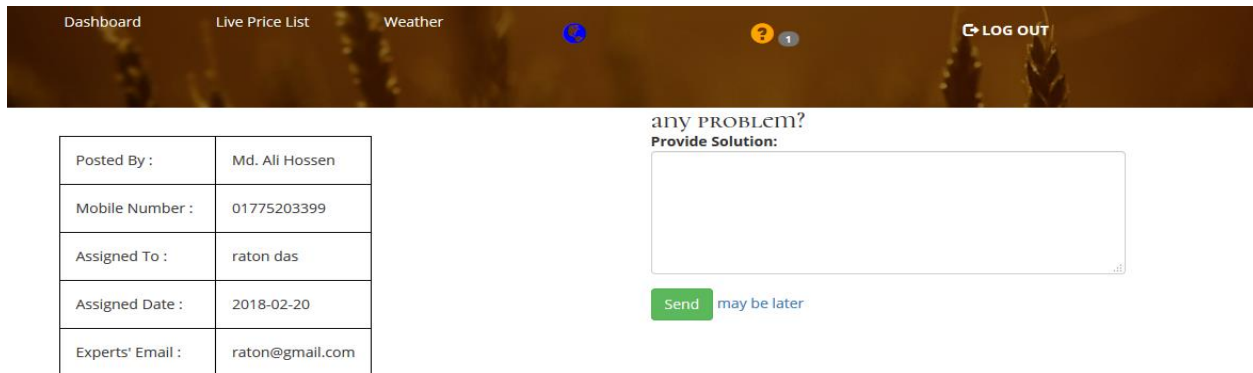 Dashboard Live Price List Weather ? 1 LOG OUT
any problem?
Provide Solution:
Posted By : Md. Ali Hossen
Mobile Number : 01775203399
Assigned To : raton das
Assigned Date : 2018-02-20
Experts' Email : raton@gmail.com
Send may be later